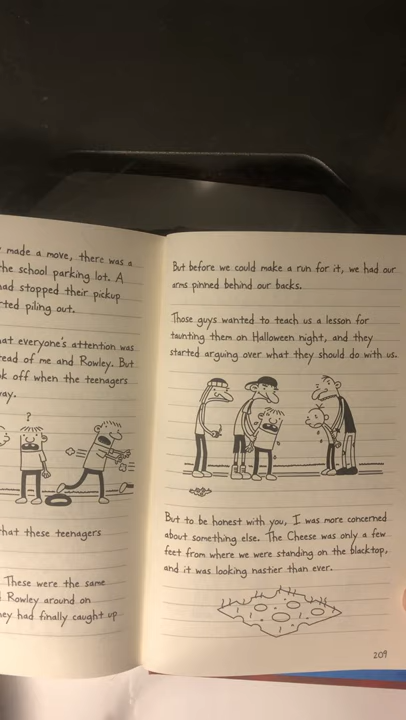 made a move, there was a
the school parking lot. A
had stopped their pickup
rted piling out.
at everyone's attention was
ead of me and Rowley. But
k off when the teenagers
ay.
?
hat these teenagers
These were the same
Rowley around on
ey had finally caught up
But before we could make a run for it, we had our
arms pinned behind our backs.
Those guys wanted to teach us a lesson for
taunting them on Halloween night, and they
started arguing over what they should do with us.
But to be honest with you, I was more concerned
about something else. The Cheese was only a few
feet from where we were standing on the blacktop,
and it was looking nastier than ever.
209